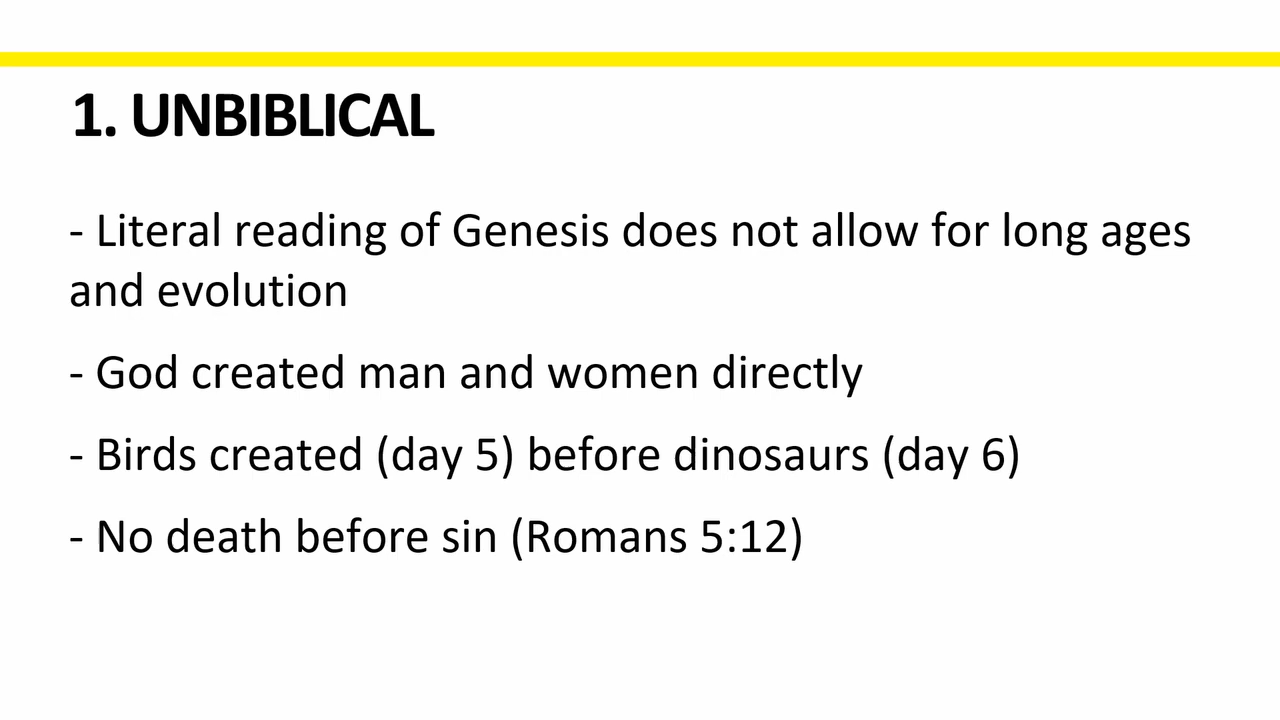 1. UNBIBLICAL
- Literal reading of Genesis does not allow for long ages
and evolution
- God created man and women directly
- Birds created (day 5) before dinosaurs (day 6)
- No death before sin (Romans 5:12)